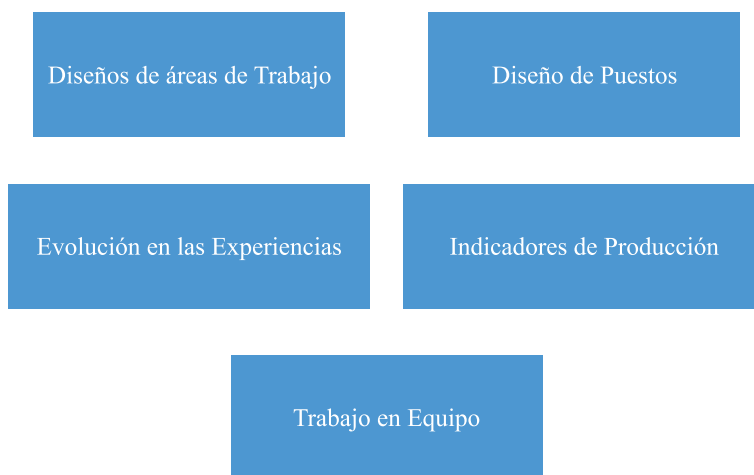 Diseños de áreas de Trabajo
Diseño de Puestos
Evolución en las Experiencias
Indicadores de Producción
Trabajo en Equipo